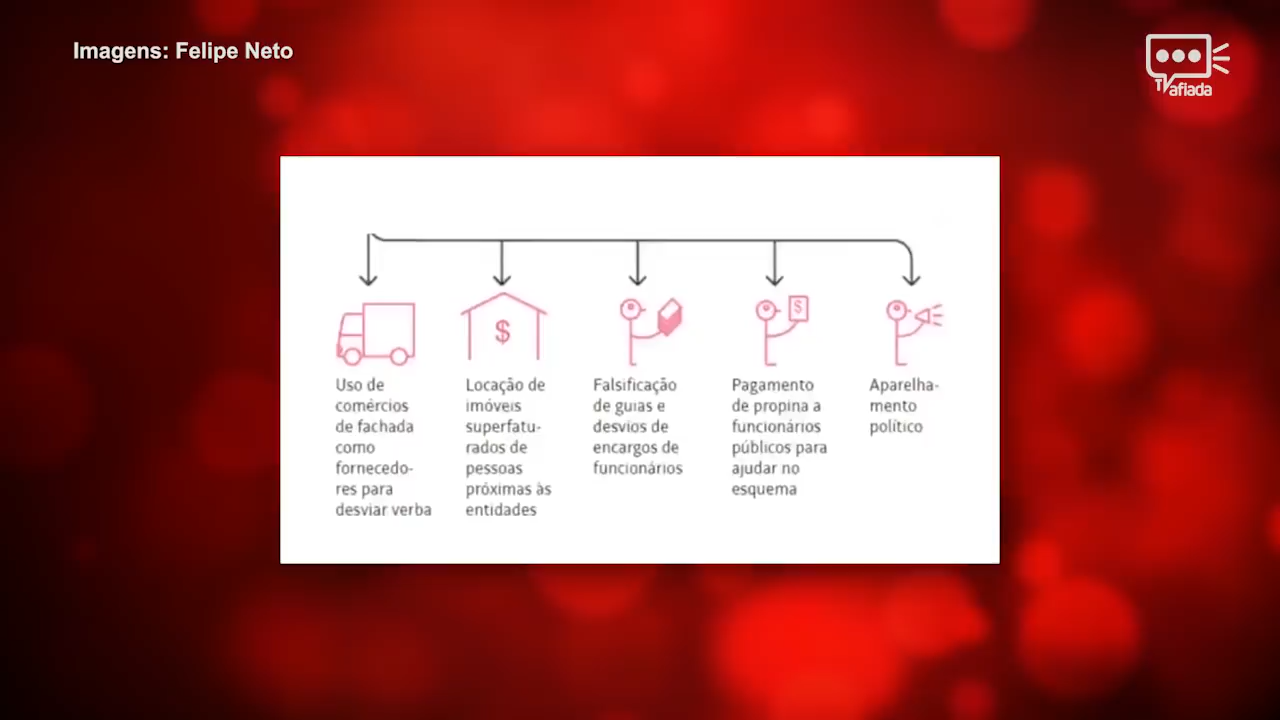 Imagens: Felipe Neto
TV afiada
$
$
Uso de
comércios
de fachada
como
fornecedo-
res para
desviar verba
Locação de
imóveis
superfatu-
rados de
pessoas
próximas às
entidades
Falsificação
de guias e
desvios de
encargos de
funcionários
Pagamento
de propina a
funcionários
públicos para
ajudar no
esquema
Aparelha-
mento
político